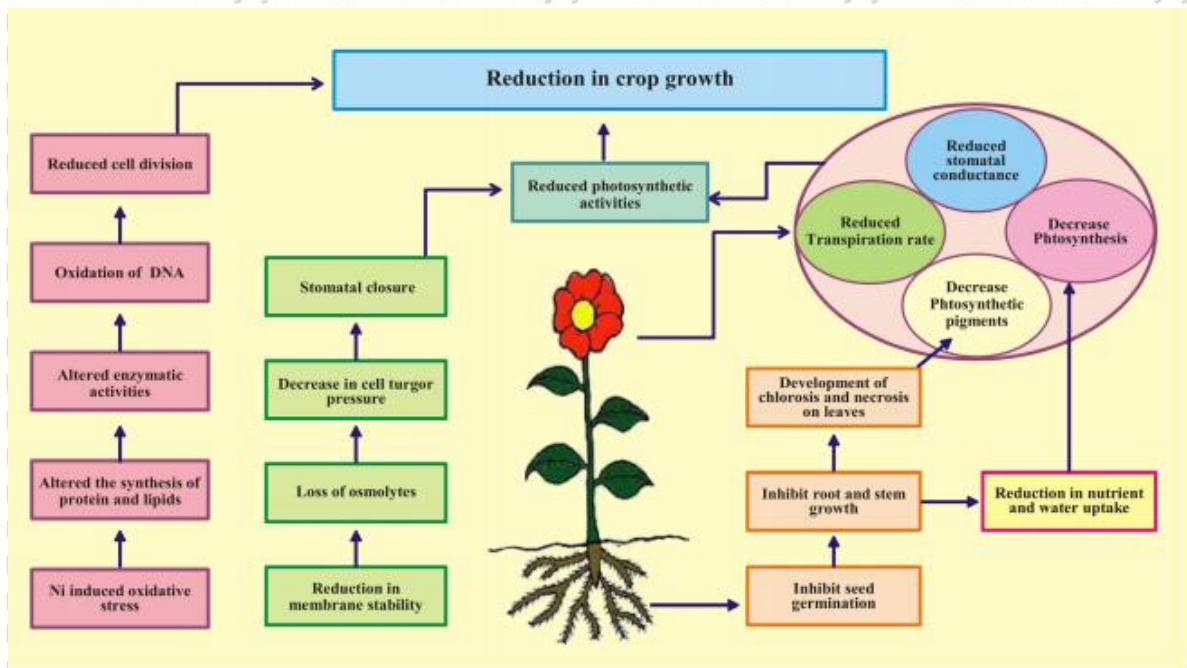 Reduction in crop growth
Reduced cell division
Oxidation of DNA
Altered enzymatic
activities
Altered the synthesis of
protein and lipids
Ni induced oxidative
stress
Stomatal closure
Decrease in cell turgor
pressure
Loss of osmolytes
Reduction in
membrane stability
Reduced photosynthetic
activities
Reduced
stomatal
conductance
Reduced
Transpiration rate
Decrease
Phtosynthesis
Decrease
Phtosynthetic
pigments
Development of
chlorosis and necrosis
on leaves
Inhibit root and stem
growth
Reduction in nutrient
and water uptake
Inhibit seed
germination